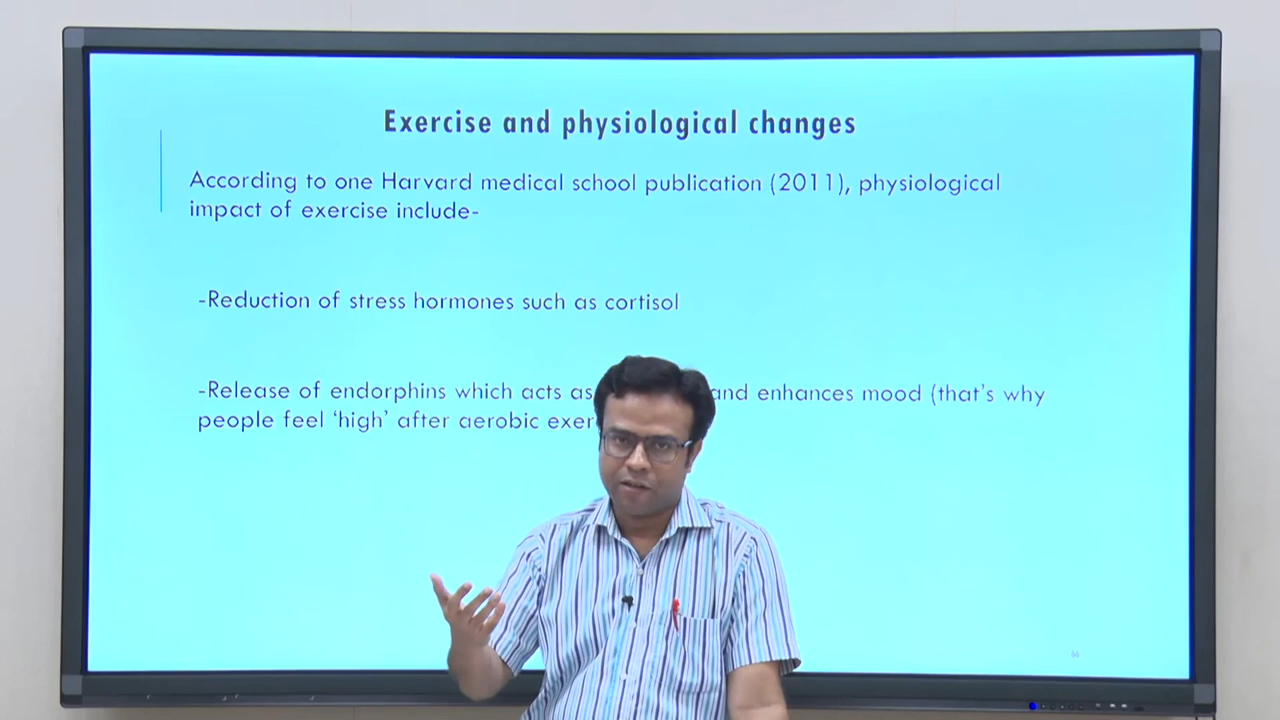 Exercise and physiological changes
According to one Harvard medical school publication (2011), physiological
impact of exercise include-
-Reduction of stress hormones such as cortisol
-Release of endorphins which acts as and enhances mood (that's why
people feel 'high' after aerobic
66